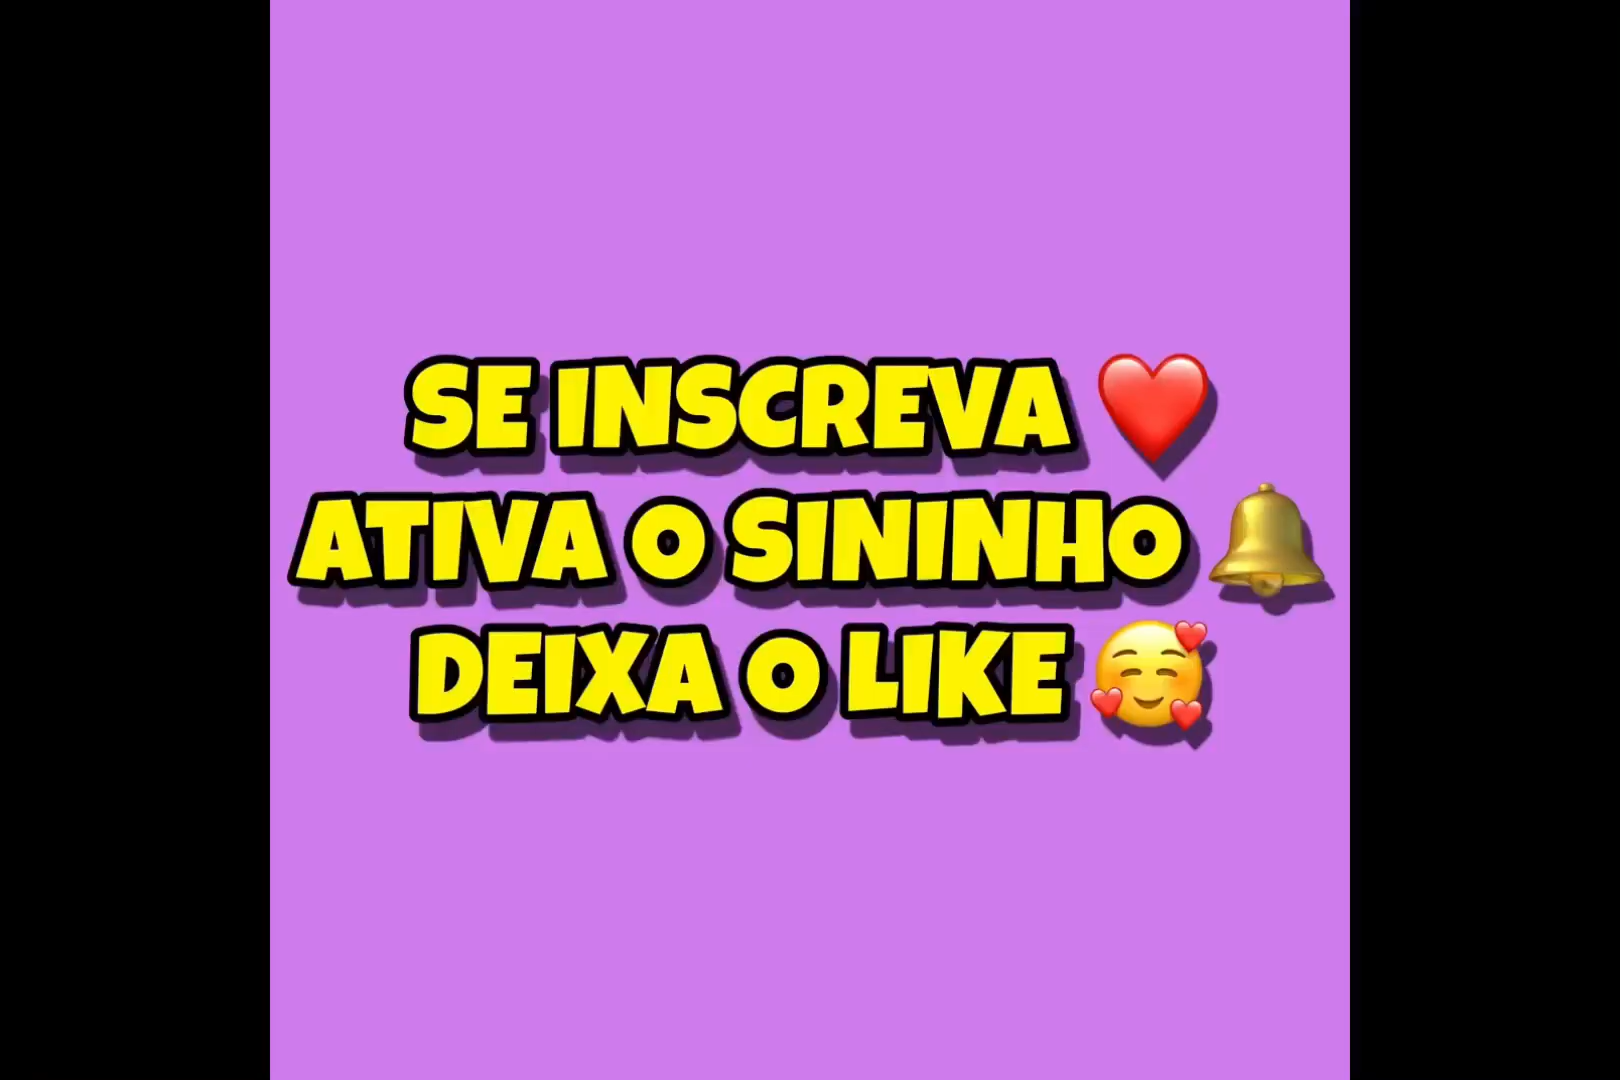 SE INSCREVA ❤️
ATIVA O SININHO 🔔
DEIXA O LIKE 🥰